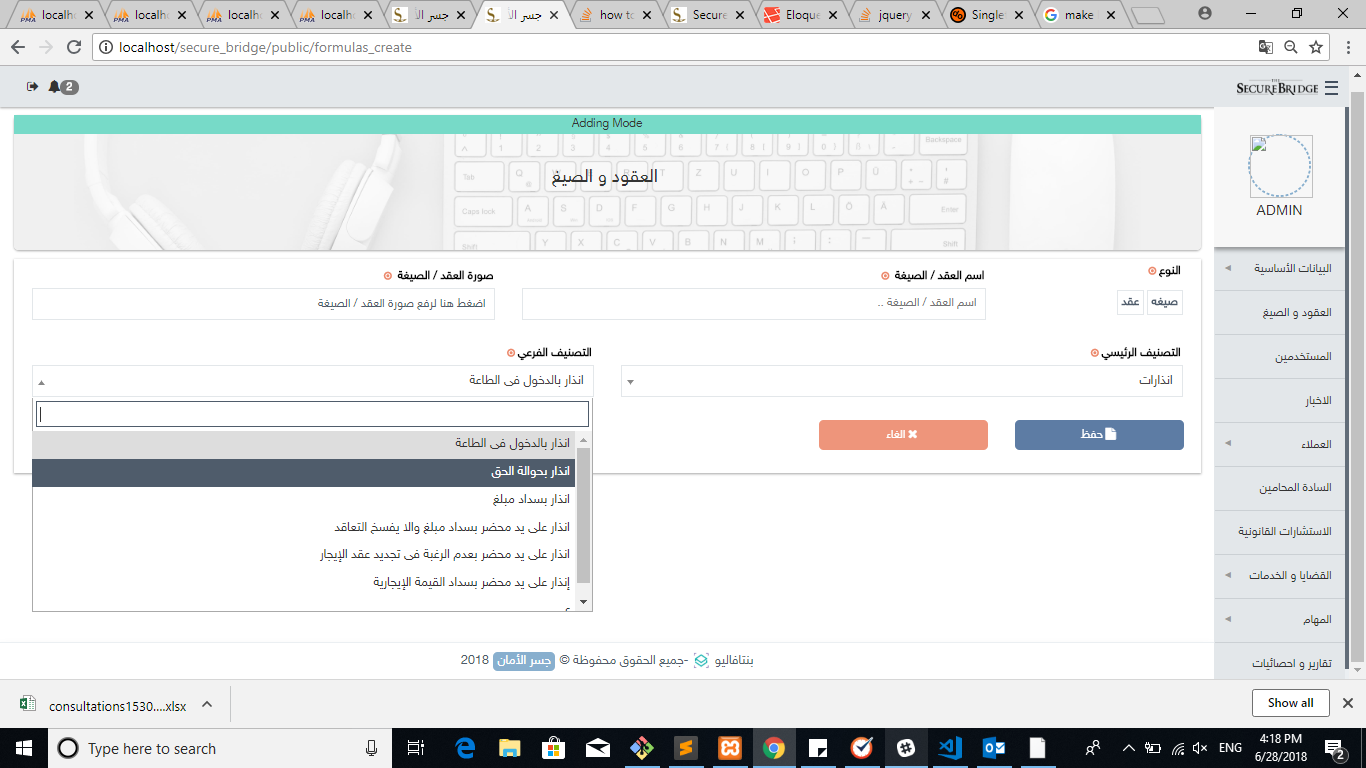 localho
localho
localho
localho
جسر الأ
جسر الأ
how to
Secure
Eloque
jquery
Single
make
localhost/secure_bridge/public/formulas_create
2
THE
SECUREBRIDGE
Adding Mode
العقود و الصيغ
ADMIN
البيانات الأساسية
العقود و الصيغ
المستخدمين
الاخبار
العملاء
السادة المحامين
الاستشارات القانونية
القضايا و الخدمات
المهام
تقارير و احصائيات
النوع
اسم العقد / الصيغة
صورة العقد / الصيغة
صيغه
عقد
اسم العقد / الصيغة ..
اضغط هنا لرفع صورة العقد / الصيغة
التصنيف الرئيسي
التصنيف الفرعي
انذارات
انذار بالدخول فى الطاعة
حفظ
الغاء
انذار بالدخول فى الطاعة
انذار بحوالة الحق
انذار بسداد مبلغ
انذار على يد محضر بسداد مبلغ والا يفسخ التعاقد
انذار على يد محضر بعدم الرغبة فى تجديد عقد الإيجار
إنذار على يد محضر بسداد القيمة الإيجارية
بنتافاليو -جميع الحقوق محفوظة © جسر الأمان 2018
consultations1530....xlsx
Show all
Type here to search
ENG
4:18 PM
6/28/2018
2